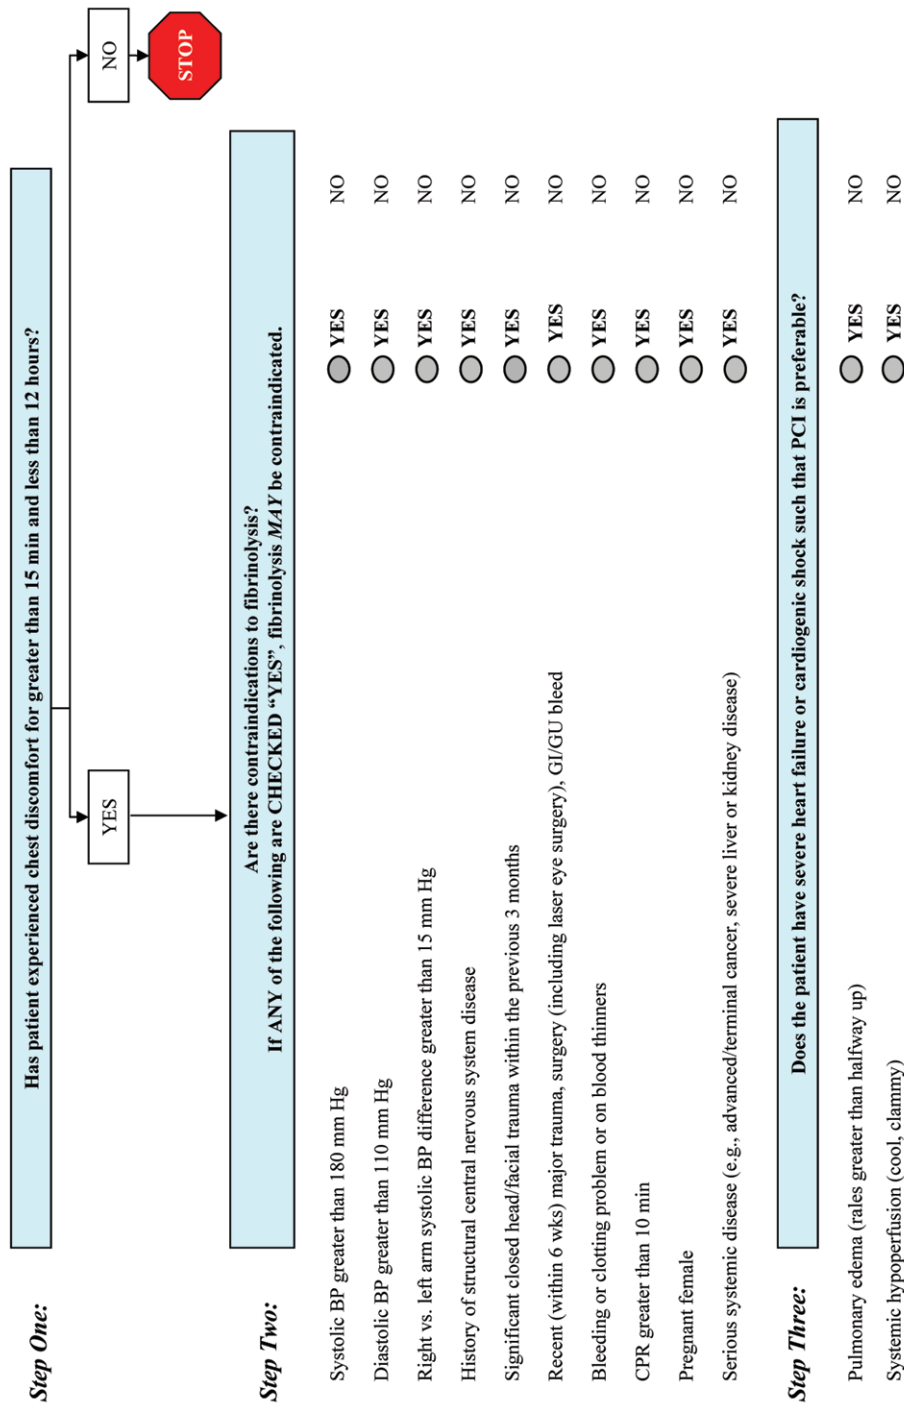 Step One:
Has patient experienced chest discomfort for greater than 15 min and less than 12 hours?
YES
NO
STOP
Step Two:
Are there contraindications to fibrinolysis?
If ANY of the following are CHECKED “YES”, fibrinolysis MAY be contraindicated.
Systolic BP greater than 180 mm Hg YES NO
Diastolic BP greater than 110 mm Hg YES NO
Right vs. left arm systolic BP difference greater than 15 mm Hg YES NO
History of structural central nervous system disease YES NO
Significant closed head/facial trauma within the previous 3 months YES NO
Recent (within 6 wks) major trauma, surgery (including laser eye surgery), GI/GU bleed YES NO
Bleeding or clotting problem or on blood thinners YES NO
CPR greater than 10 min YES NO
Pregnant female YES NO
Serious systemic disease (e.g., advanced/terminal cancer, severe liver or kidney disease) YES NO
Step Three:
Does the patient have severe heart failure or cardiogenic shock such that PCI is preferable?
Pulmonary edema (rales greater than halfway up) YES NO
Systemic hypoperfusion (cool, clammy) YES NO